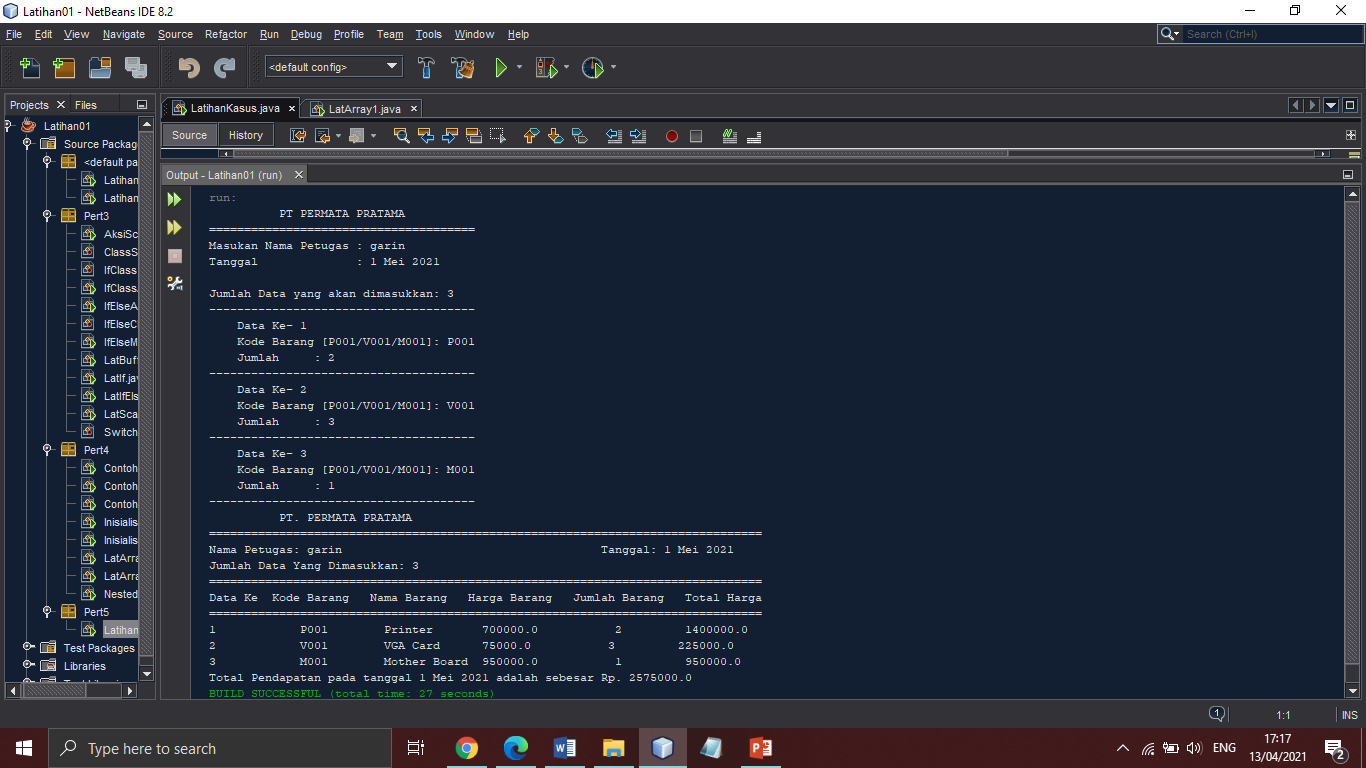 Latihan01 - NetBeans IDE 8.2
File Edit View Navigate Source Refactor Run Debug Profile Team Tools Window Help
Search (Ctrl+I)
<default config>
Projects Files
LatihanKasus.java LatArray1.java
Source History
Latihan01
Source Packag
<default pa
Latihan
Latihan
Pert3
AksiSc
ClassS
IfClass
IfClass.
IfElseA
IfElseC
IfElseM
LatBuf
LatIf.jav
LatIfEls
LatSca
Switch
Pert4
Contoh
Contoh
Contoh
Inisialis
Inisialis
LatArra
LatArra
Nested
Pert5
Latihan
Test Packages
Libraries
Output - Latihan01 (run)
run:
PT PERMATA PRATAMA
======================================
Masukan Nama Petugas : garin
Tanggal : 1 Mei 2021
Jumlah Data yang akan dimasukkan: 3
--------------------------------------
Data Ke- 1
Kode Barang [P001/V001/M001]: P001
Jumlah : 2
--------------------------------------
Data Ke- 2
Kode Barang [P001/V001/M001]: V001
Jumlah : 3
--------------------------------------
Data Ke- 3
Kode Barang [P001/V001/M001]: M001
Jumlah : 1
--------------------------------------
PT. PERMATA PRATAMA
===============================================================================
Nama Petugas: garin Tanggal: 1 Mei 2021
Jumlah Data Yang Dimasukkan: 3
===============================================================================
Data Ke Kode Barang Nama Barang Harga Barang Jumlah Barang Total Harga
===============================================================================
1 P001 Printer 700000.0 2 1400000.0
2 V001 VGA Card 75000.0 3 225000.0
3 M001 Mother Board 950000.0 1 950000.0
Total Pendapatan pada tanggal 1 Mei 2021 adalah sebesar Rp. 2575000.0
BUILD SUCCESSFUL (total time: 27 seconds)
1 1:1 INS
Type here to search
ENG
17:17
13/04/2021
2